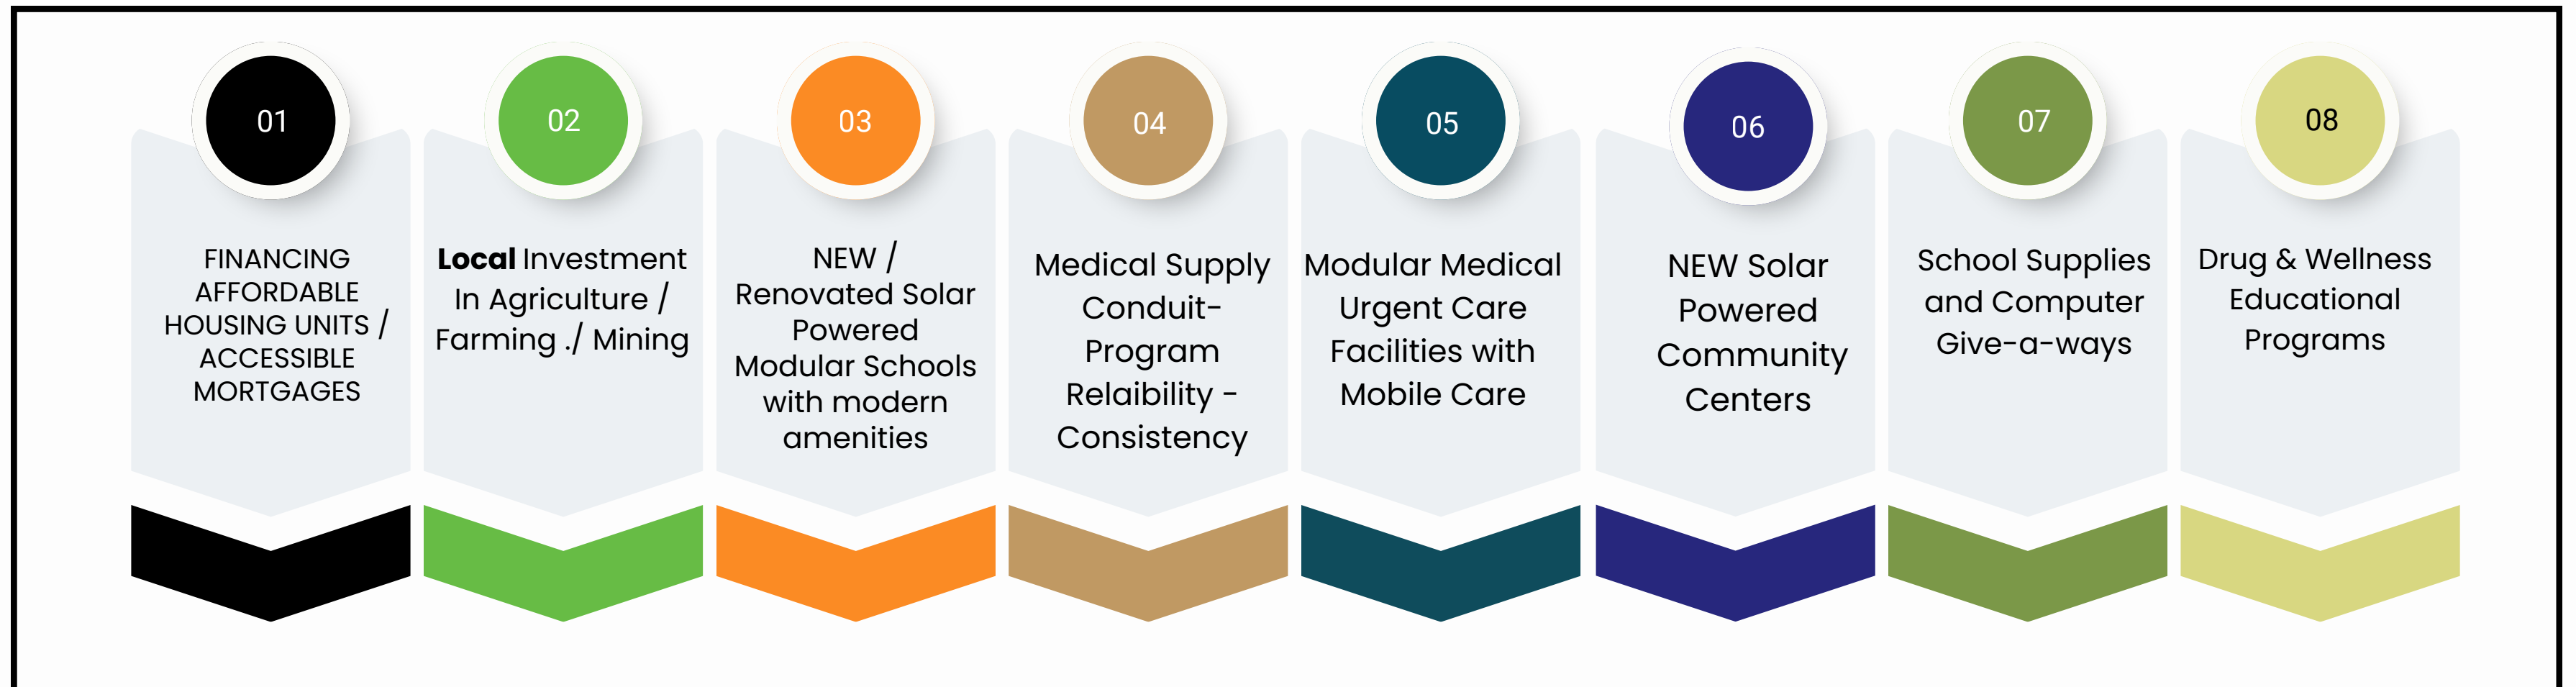 01
FINANCING
AFFORDABLE
HOUSING UNITS /
ACCESSIBLE
MORTGAGES
02
Local Investment
In Agriculture /
Farming ./ Mining
03
NEW /
Renovated Solar
Powered
Modular Schools
with modern
amenities
04
Medical Supply
Conduit-
Program
Relaibility -
Consistency
05
Modular Medical
Urgent Care
Facilities with
Mobile Care
06
NEW Solar
Powered
Community
Centers
07
School Supplies
and Computer
Give-a-ways
08
Drug & Wellness
Educational
Programs